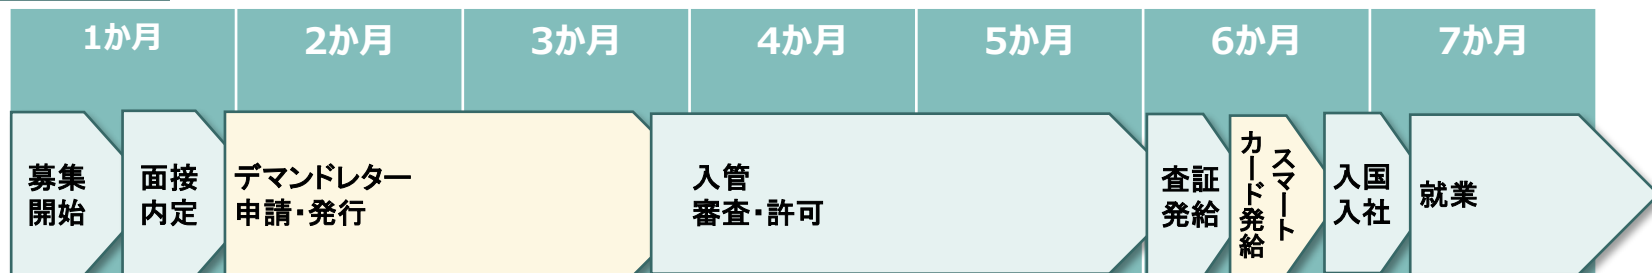 1か月
2か月
3か月
4か月
5か月
6か月
7か月
募集
開始
面接
内定
デマンドレター
申請・発行
入管
審査・許可
査証
発給
スマート
カード発給
入国
入社
就業